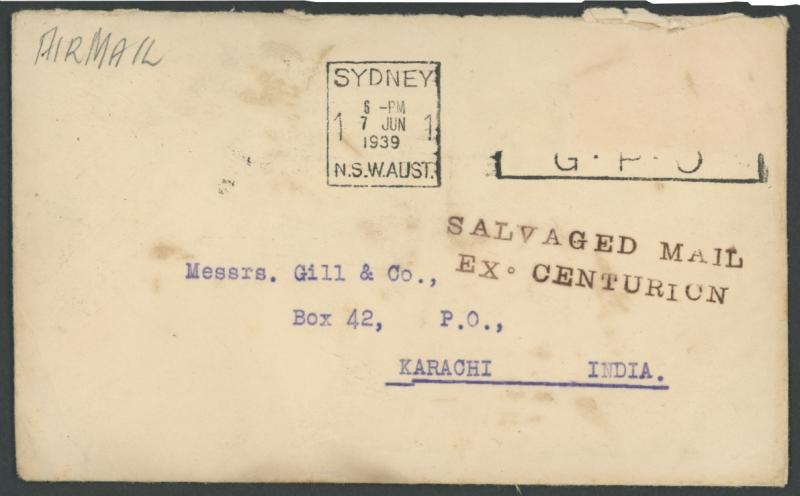 AIRMAIL
SYDNEY
6 -PM
1 7 JUN 1
1939
N.S.W.AUST.
G.P.O
SALVAGED MAIL
EX. CENTURION
Messrs. Gill & Co.,
Box 42, P.O.,
KARACHI INDIA.